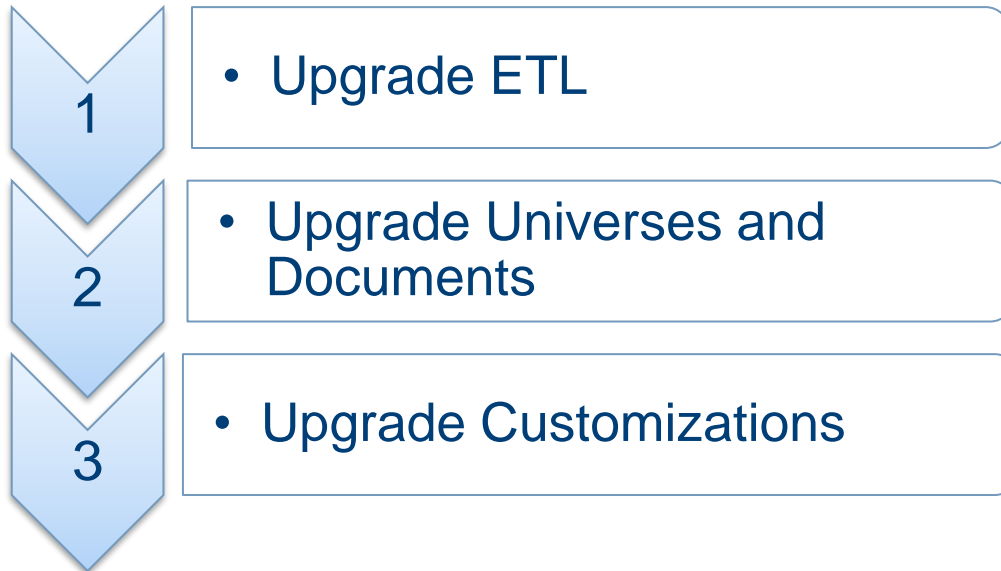 1
• Upgrade ETL
2
• Upgrade Universes and
Documents
3
• Upgrade Customizations